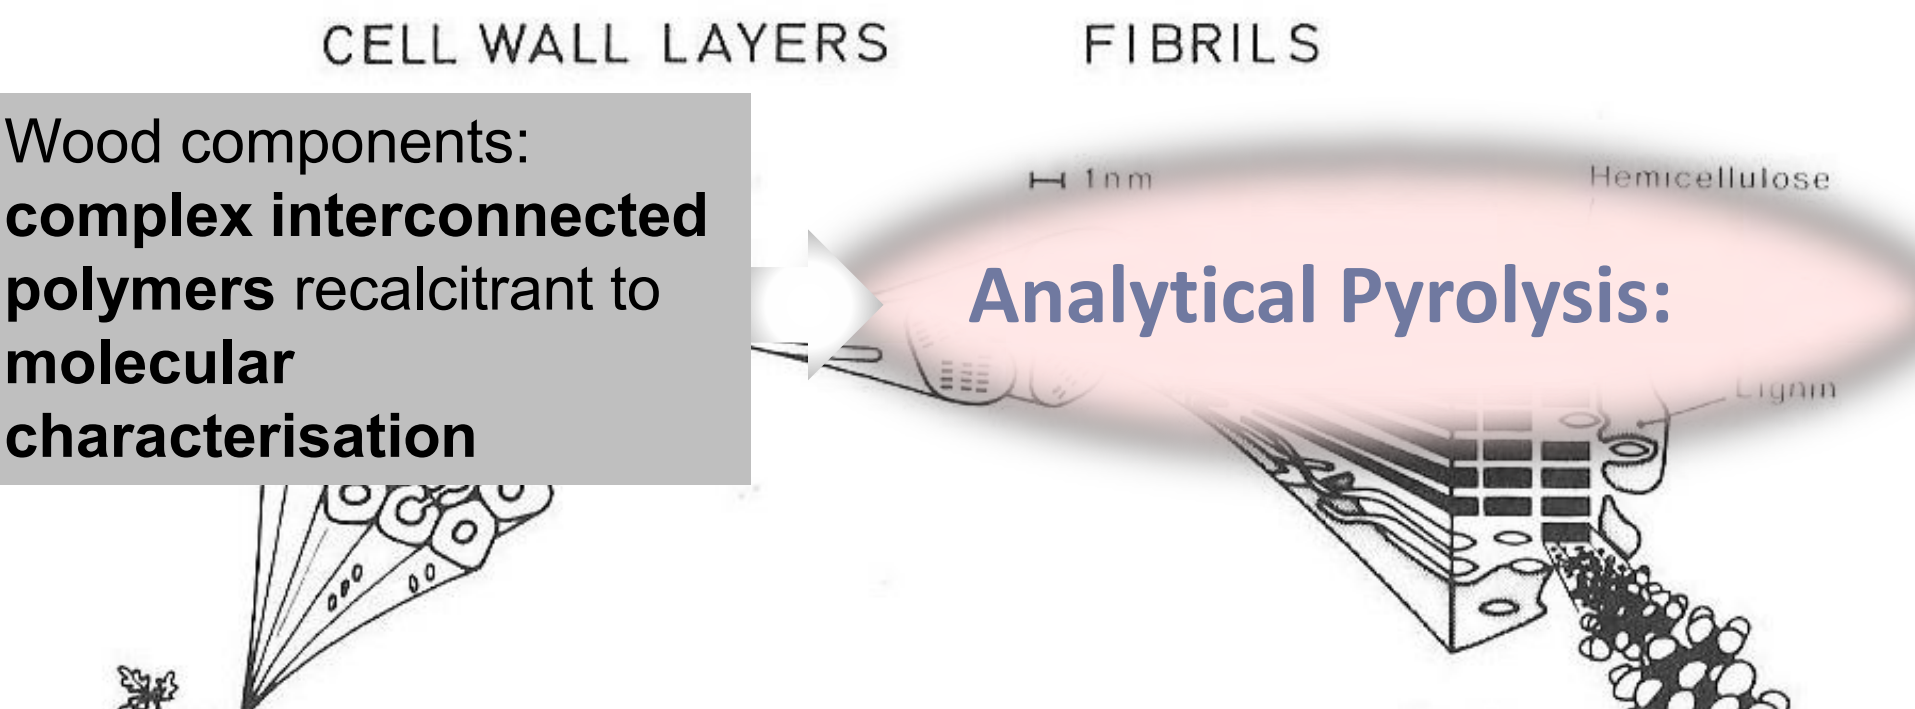 CELL WALL LAYERS
FIBRILS
Wood components:
complex interconnected
polymers recalcitrant to
molecular
characterisation
1nm
Hemicellulose
Analytical Pyrolysis:
Lignin